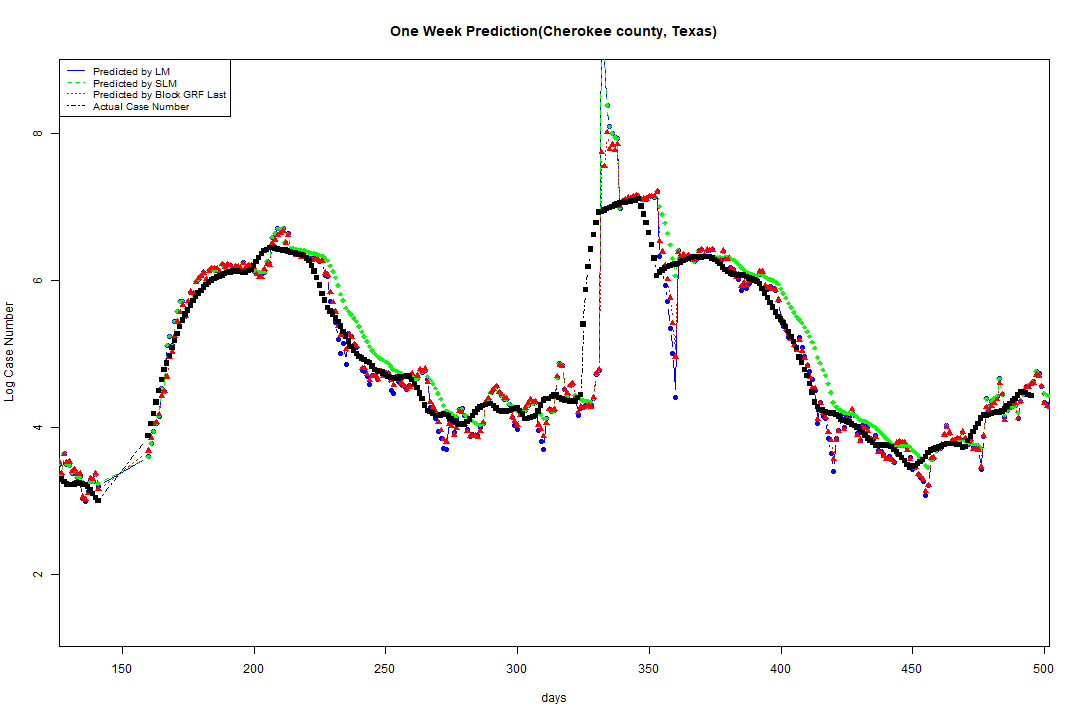 One Week Prediction(Cherokee county, Texas)
Predicted by LM
Predicted by SLM
Predicted by Block GRF Last
Actual Case Number
8
6
4
2
Log Case Number
150 200 250 300 350 400 450 500
days